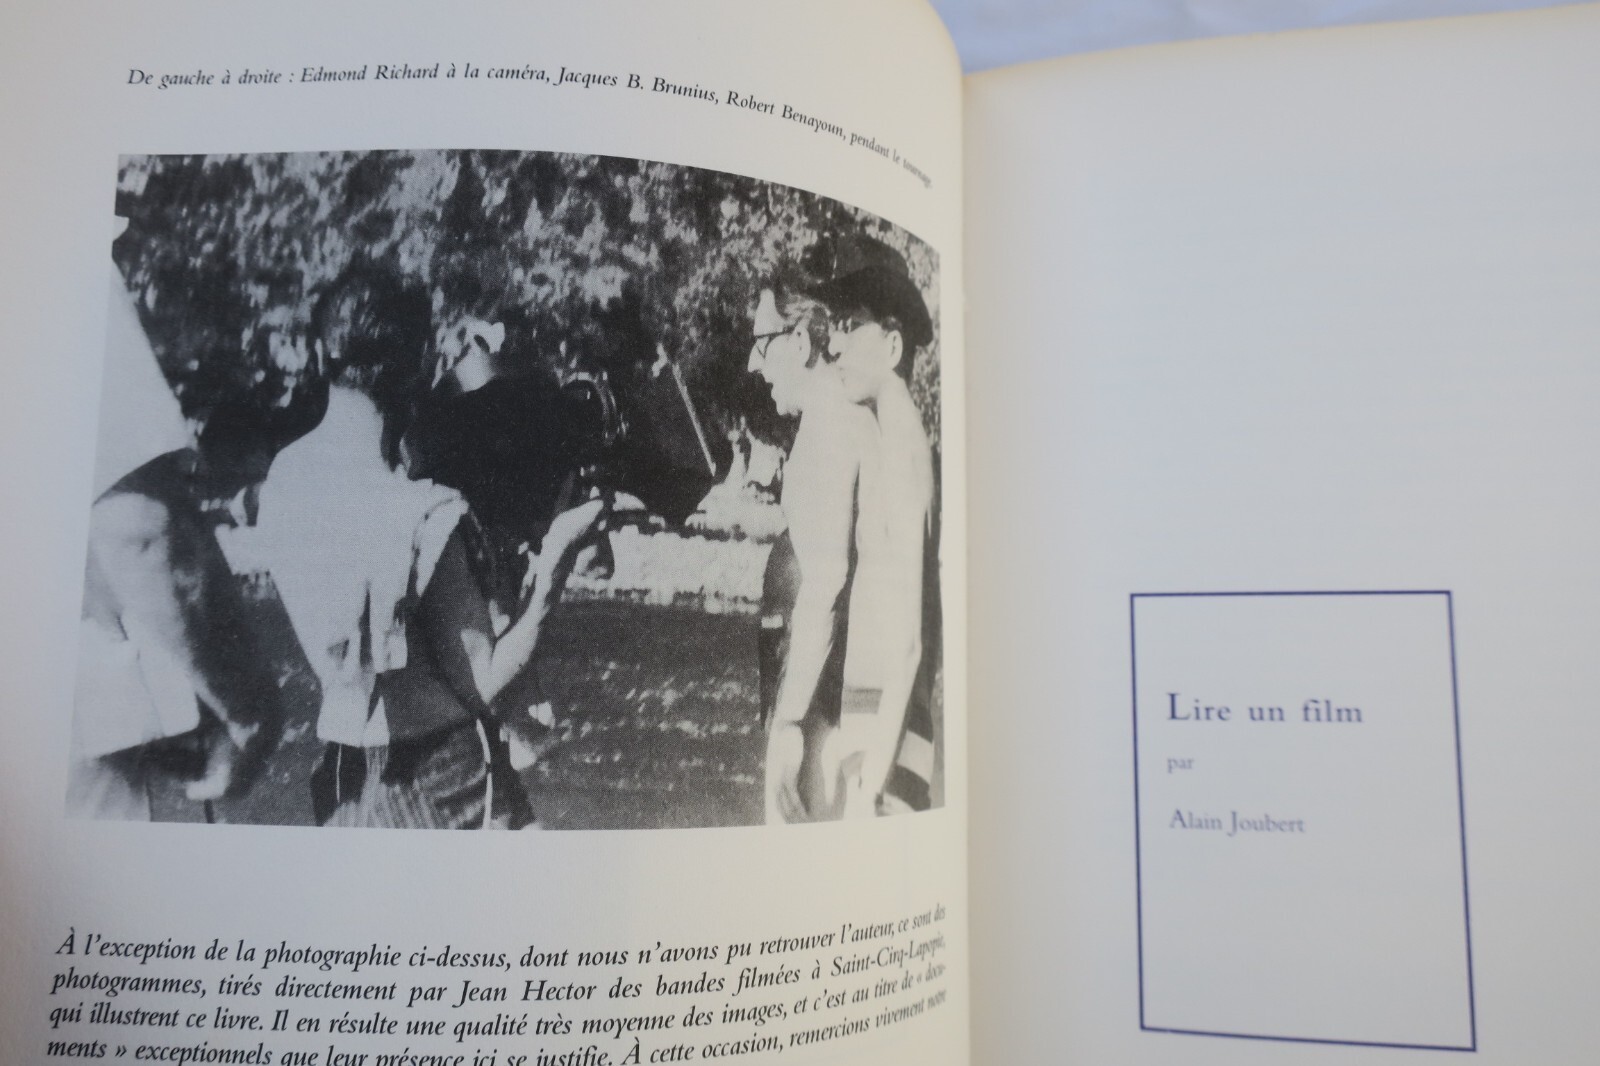 De gauche à droite : Edmond Richard à la caméra, Jacques B. Brunius, Robert Benayoun, pendant le tournage.
À l'exception de la photographie ci-dessus, dont nous n'avons pu retrouver l'auteur, ce sont des
photogrammes, tirés directement par Jean Hector des bandes filmées à Saint-Cirq-Lapopie,
qui illustrent ce livre. Il en résulte une qualité très moyenne des images, et c'est au titre de « docu-
ments » exceptionnels que leur présence ici se justifie. À cette occasion, remercions vivement notre
Lire un film
par
Alain Joubert